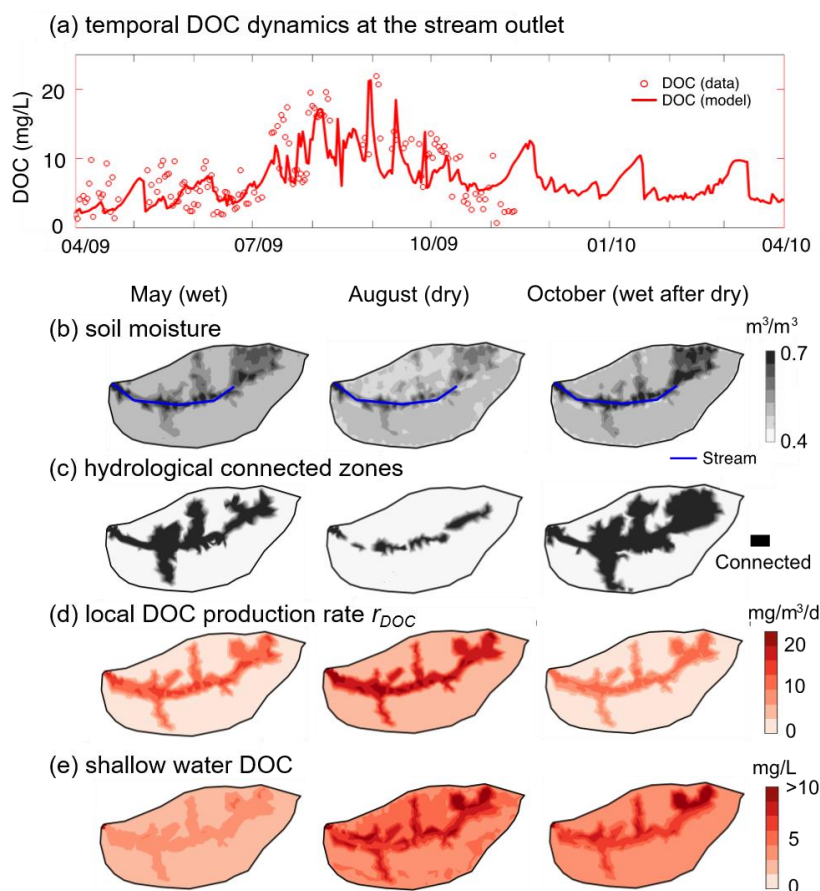 (a) temporal DOC dynamics at the stream outlet
DOC (mg/L)
20
10
0
DOC (data)
DOC (model)
04/09
07/09
10/09
01/10
04/10
May (wet)
August (dry)
October (wet after dry)
(b) soil moisture
m³/m³
0.7
0.4
Stream
(c) hydrological connected zones
Connected
(d) local DOC production rate r_DOC
mg/m³/d
20
10
0
(e) shallow water DOC
mg/L
>10
5
0